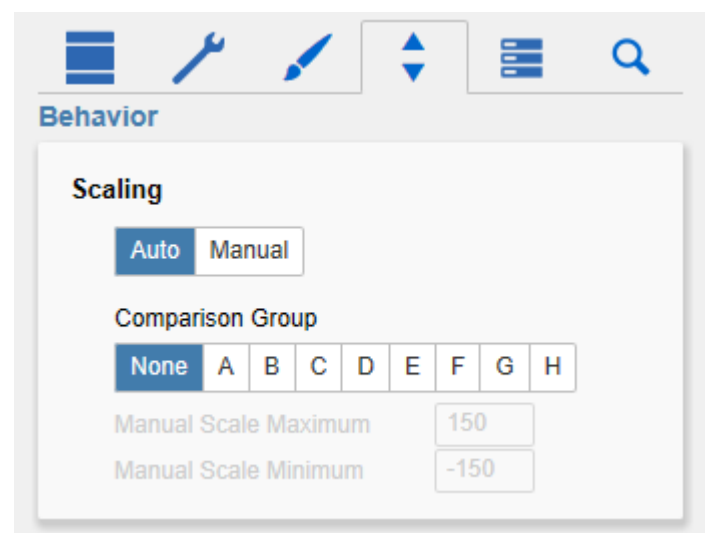 Behavior
Scaling
Auto Manual
Comparison Group
None A B C D E F G H
Manual Scale Maximum 150
Manual Scale Minimum -150